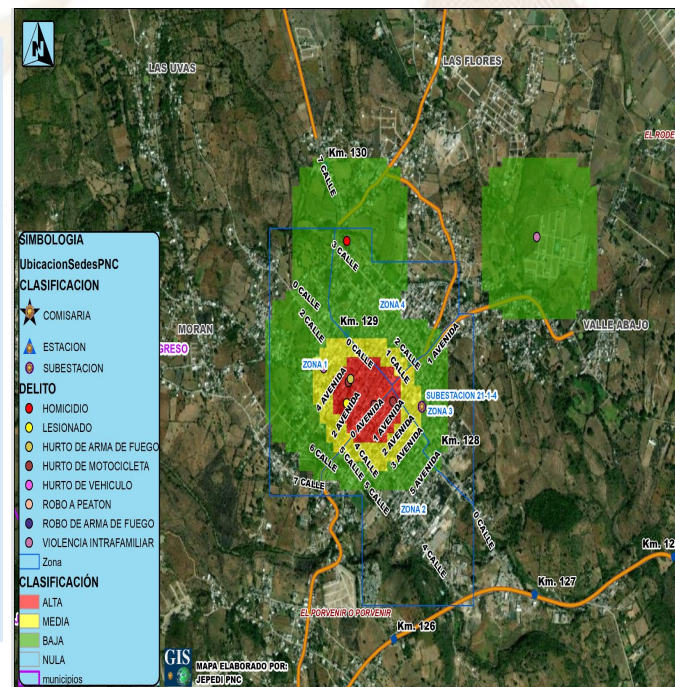 N
LAS UVAS
LAS FLORES
EL RODE
Km. 130
7 CALLE
3 CALLE
SIMBOLOGIA
UbicacionSedesPNC
CLASIFICACION
COMISARIA
ESTACION
SUBESTACION
DELITO
HOMICIDIO
LESIONADO
HURTO DE ARMA DE FUEGO
HURTO DE MOTOCICLETA
HURTO DE VEHICULO
ROBO A PEATON
ROBO DE ARMA DE FUEGO
VIOLENCIA INTRAFAMILIAR
Zona
CLASIFICACIÓN
ALTA
MEDIA
BAJA
NULA
municipios
0 CALLE
2 CALLE
ZONA 4
Km. 129
MORAN
GRESO
VALLE ABAJO
0 CALLE
2 CALLE
1 CALLE
1 AVENIDA
ZONA 1
4 AVENIDA
2 AVENIDA
0 AVENIDA
1 AVENIDA
2 AVENIDA
3 AVENIDA
5 AVENIDA
SUBESTACION 21-1-4
ZONA 3
Km. 128
4 CALLE
5 CALLE
5 CALLE
6 CALLE
7 CALLE
ZONA 2
0 CALLE
4 CALLE
Km. 12
Km. 127
Km. 126
EL PORVENIR O PORVENIR
GIS
MAPA ELABORADO POR:
JEPEDI PNC